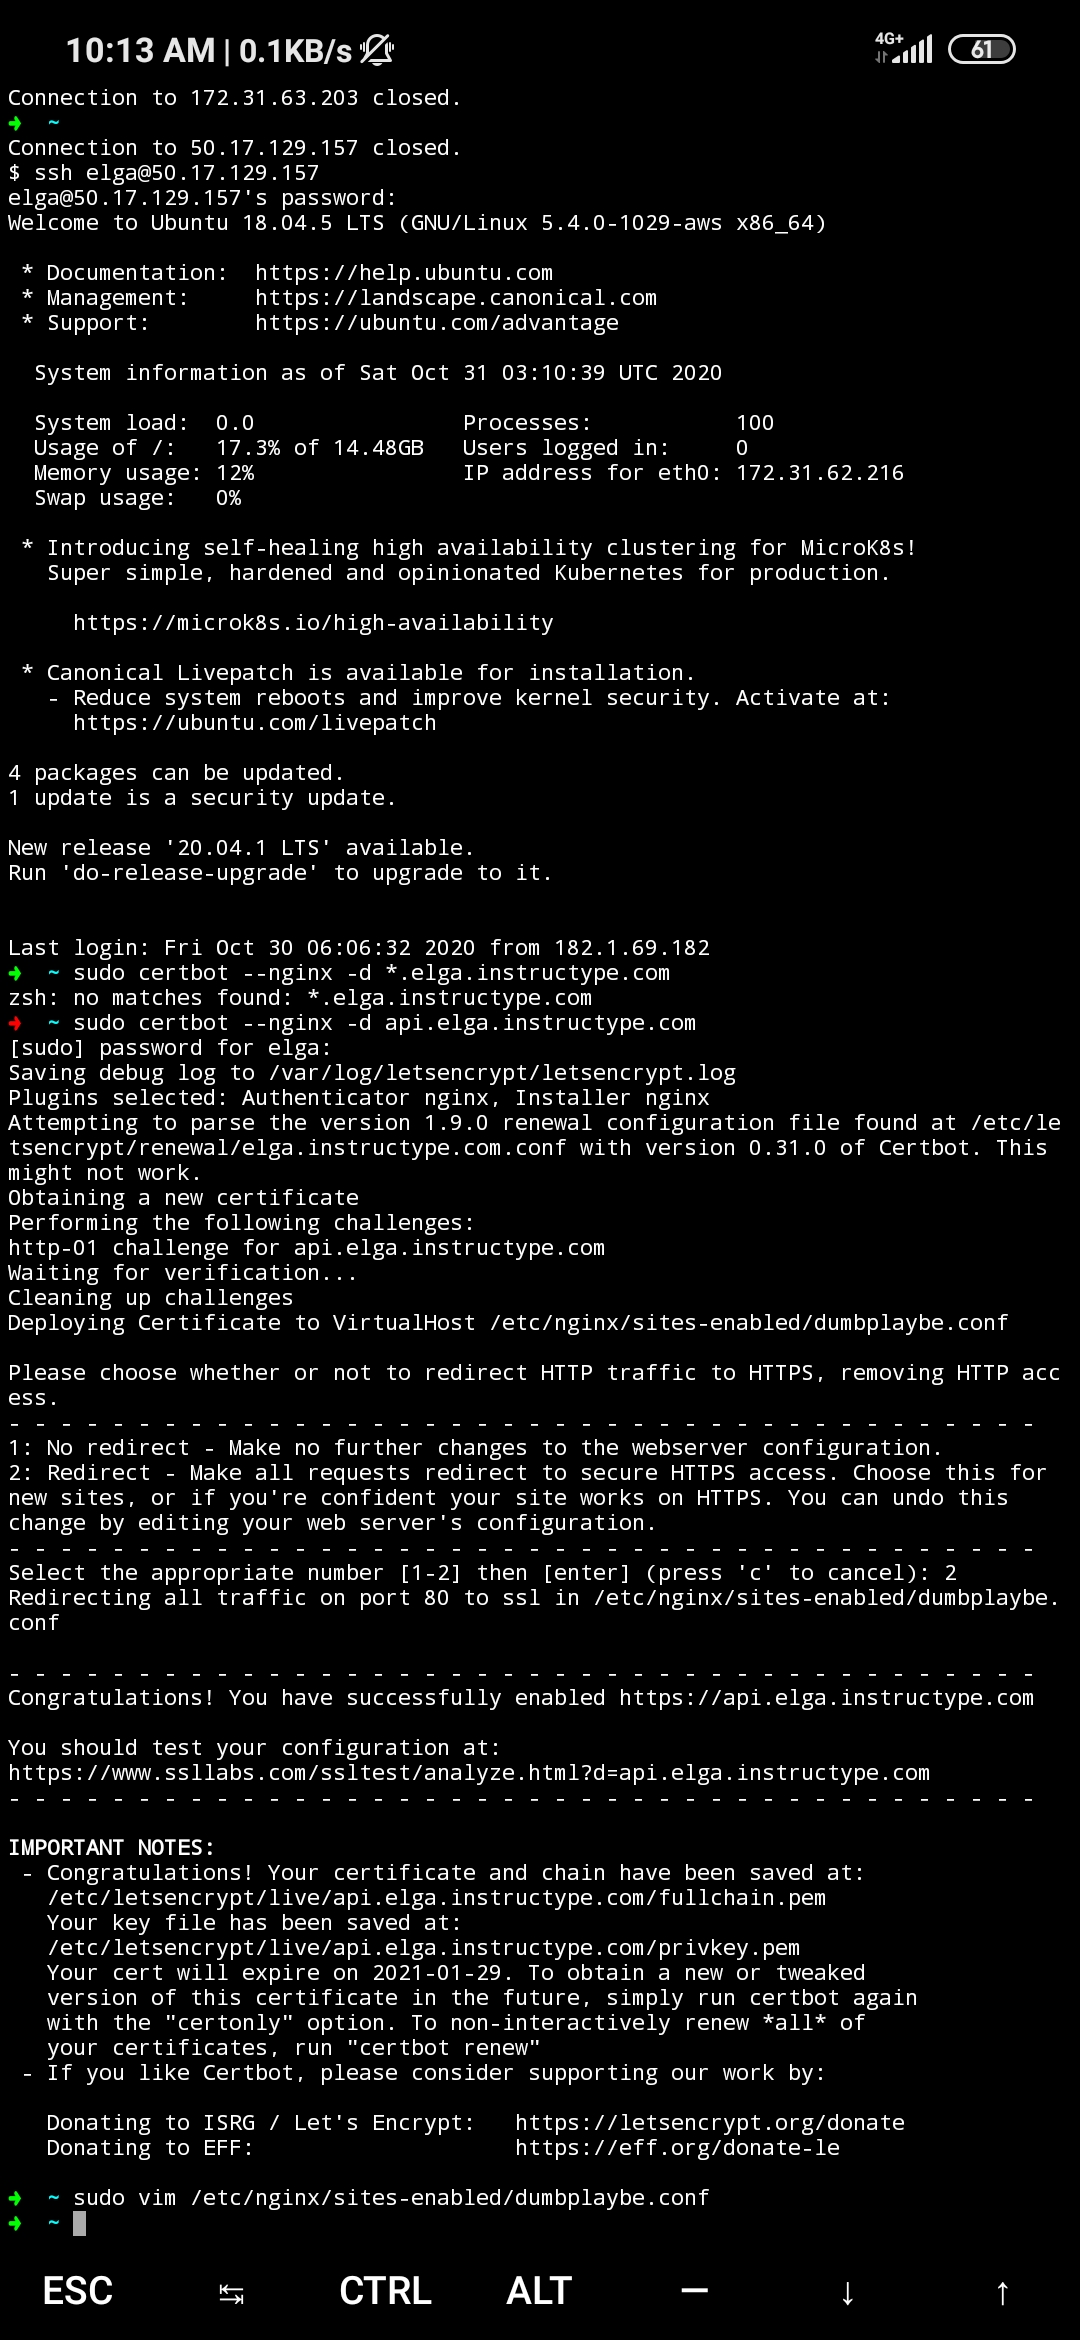 10:13 AM | 0.1KB/s 4G+ 61
Connection to 172.31.63.203 closed.
➜  ~
Connection to 50.17.129.157 closed.
$ ssh elga@50.17.129.157
elga@50.17.129.157's password:
Welcome to Ubuntu 18.04.5 LTS (GNU/Linux 5.4.0-1029-aws x86_64)
* Documentation:  https://help.ubuntu.com
* Management:     https://landscape.canonical.com
* Support:        https://ubuntu.com/advantage
System information as of Sat Oct 31 03:10:39 UTC 2020
System load:  0.0                Processes:           100
Usage of /:   17.3% of 14.48GB   Users logged in:     0
Memory usage: 12%                IP address for eth0: 172.31.62.216
Swap usage:   0%
* Introducing self-healing high availability clustering for MicroK8s!
Super simple, hardened and opinionated Kubernetes for production.
https://microk8s.io/high-availability
* Canonical Livepatch is available for installation.
- Reduce system reboots and improve kernel security. Activate at:
https://ubuntu.com/livepatch
4 packages can be updated.
1 update is a security update.
New release '20.04.1 LTS' available.
Run 'do-release-upgrade' to upgrade to it.
Last login: Fri Oct 30 06:06:32 2020 from 182.1.69.182
➜  ~ sudo certbot --nginx -d *.elga.instructype.com
zsh: no matches found: *.elga.instructype.com
➜  ~ sudo certbot --nginx -d api.elga.instructype.com
[sudo] password for elga:
Saving debug log to /var/log/letsencrypt/letsencrypt.log
Plugins selected: Authenticator nginx, Installer nginx
Attempting to parse the version 1.9.0 renewal configuration file found at /etc/le
tsencrypt/renewal/elga.instructype.com.conf with version 0.31.0 of Certbot. This
might not work.
Obtaining a new certificate
Performing the following challenges:
http-01 challenge for api.elga.instructype.com
Waiting for verification...
Cleaning up challenges
Deploying Certificate to VirtualHost /etc/nginx/sites-enabled/dumbplaybe.conf
Please choose whether or not to redirect HTTP traffic to HTTPS, removing HTTP acc
ess.
- - - - - - - - - - - - - - - - - - - - - - - - - - - - - - - - - - - - - - - -
1: No redirect - Make no further changes to the webserver configuration.
2: Redirect - Make all requests redirect to secure HTTPS access. Choose this for
new sites, or if you're confident your site works on HTTPS. You can undo this
change by editing your web server's configuration.
- - - - - - - - - - - - - - - - - - - - - - - - - - - - - - - - - - - - - - - -
Select the appropriate number [1-2] then [enter] (press 'c' to cancel): 2
Redirecting all traffic on port 80 to ssl in /etc/nginx/sites-enabled/dumbplaybe.
conf
- - - - - - - - - - - - - - - - - - - - - - - - - - - - - - - - - - - - - - - -
Congratulations! You have successfully enabled https://api.elga.instructype.com
You should test your configuration at:
https://www.ssllabs.com/ssltest/analyze.html?d=api.elga.instructype.com
- - - - - - - - - - - - - - - - - - - - - - - - - - - - - - - - - - - - - - - -
IMPORTANT NOTES:
- Congratulations! Your certificate and chain have been saved at:
/etc/letsencrypt/live/api.elga.instructype.com/fullchain.pem
Your key file has been saved at:
/etc/letsencrypt/live/api.elga.instructype.com/privkey.pem
Your cert will expire on 2021-01-29. To obtain a new or tweaked
version of this certificate in the future, simply run certbot again
with the "certonly" option. To non-interactively renew *all* of
your certificates, run "certbot renew"
- If you like Certbot, please consider supporting our work by:
Donating to ISRG / Let's Encrypt:   https://letsencrypt.org/donate
Donating to EFF:                    https://eff.org/donate-le
➜  ~ sudo vim /etc/nginx/sites-enabled/dumbplaybe.conf
➜  ~
ESC ↹ CTRL ALT — ↓ ↑